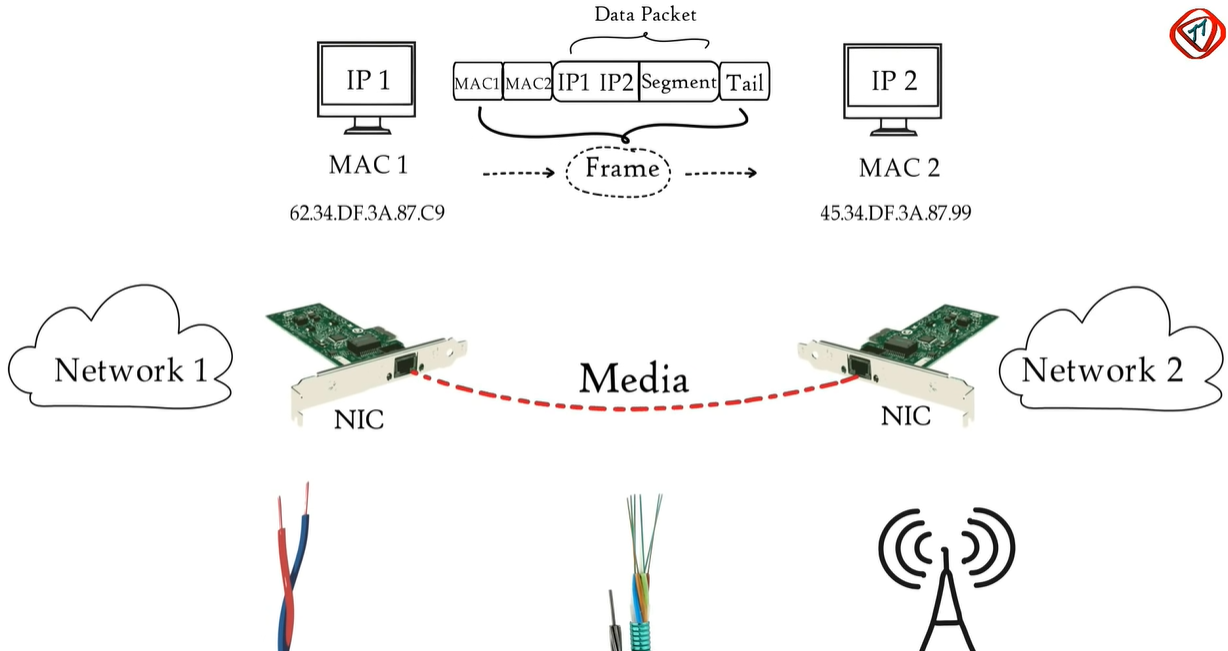 Data Packet
IP 1
MAC1 MAC2 IP1 IP2 Segment Tail
IP 2
MAC 1
Frame
MAC 2
62.34.DF.3A.87.C9
45.34.DF.3A.87.99
Network 1
Media
Network 2
NIC
NIC